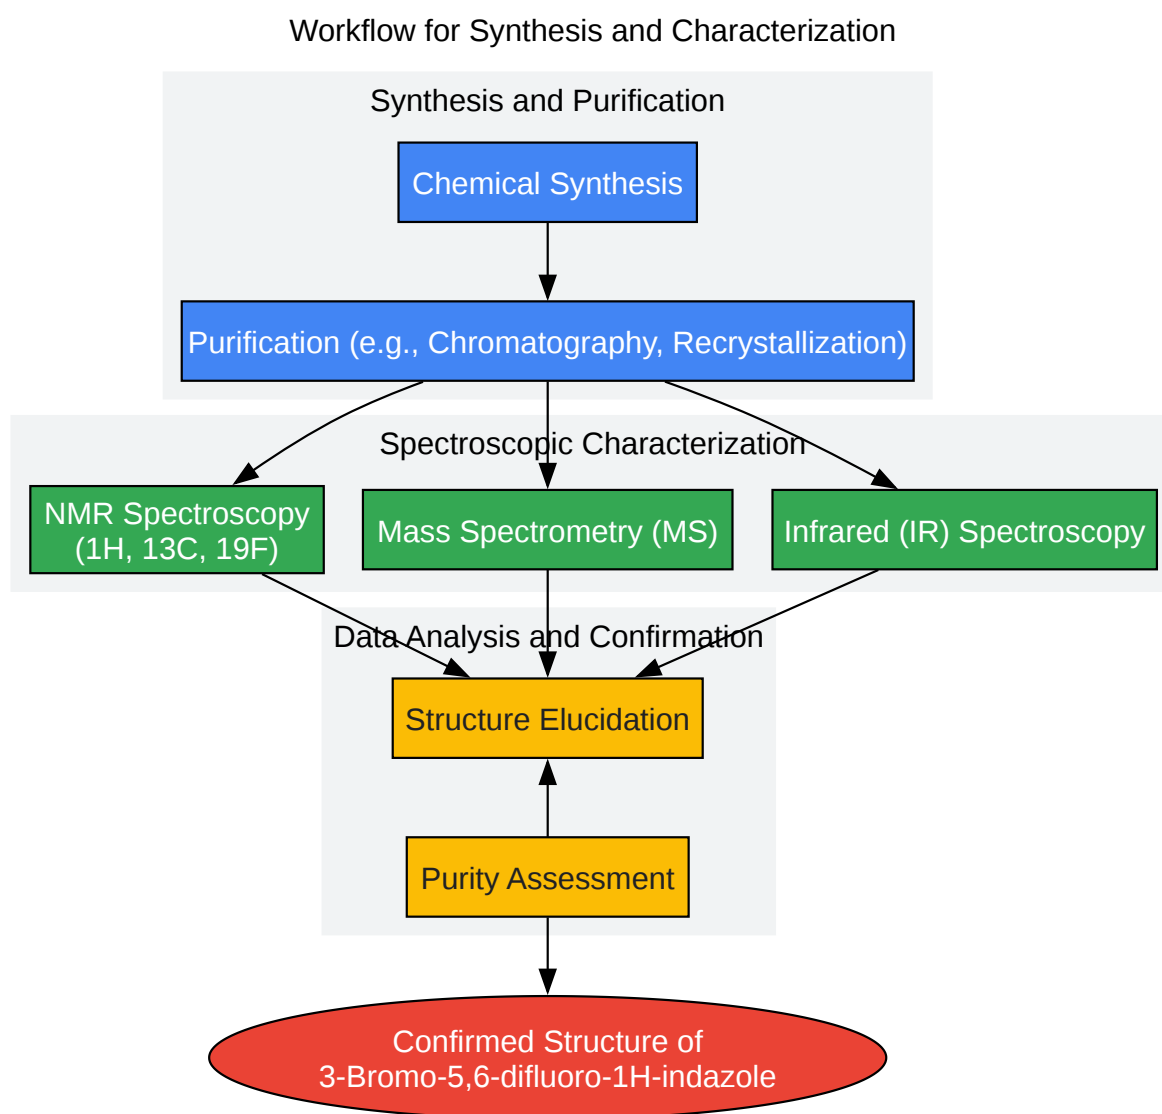 Workflow for Synthesis and Characterization
Synthesis and Purification
Chemical Synthesis
Purification (e.g., Chromatography, Recrystallization)
Spectroscopic Characterization
NMR Spectroscopy
(1H, 13C, 19F)
Mass Spectrometry (MS)
Infrared (IR) Spectroscopy
Data Analysis and Confirmation
Structure Elucidation
Purity Assessment
Confirmed Structure of
3-Bromo-5,6-difluoro-1H-indazole